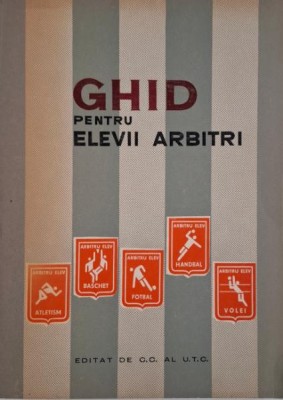 GHID
PENTRU
ELEVII ARBITRI
ARBITRU ELEV
ATLETISM
ARBITRU ELEV
BASCHET
ARBITRU ELEV
FOTBAL
ARBITRU ELEV
HANDBAL
ARBITRU ELEV
VOLEI
EDITAT DE C.C. AL U.T.C.